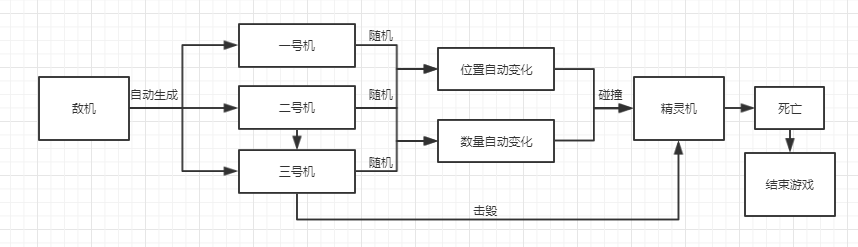 敌机
自动生成
一号机
二号机
三号机
随机
随机
随机
位置自动变化
数量自动变化
碰撞
精灵机
死亡
结束游戏
击毁